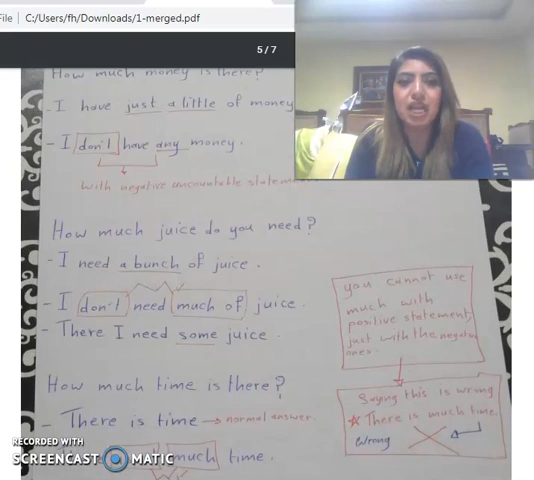 File | C:/Users/fh/Downloads/1-merged.pdf
5/7
How much money is there?
- I have just a little of money
- I don't have any money.
with negative uncountable
How much juice do you need?
- I need a bunch of juice.
- I don't need much of juice.
- There I need some juice.
you cannot use
much with
positive statement,
just with the negative
ones.
How much time is there?
- There is time → normal answer.
much time.
Saying this is wrong
There is much time.
Wrong
RECORDED WITH
SCREENCAST MATIC